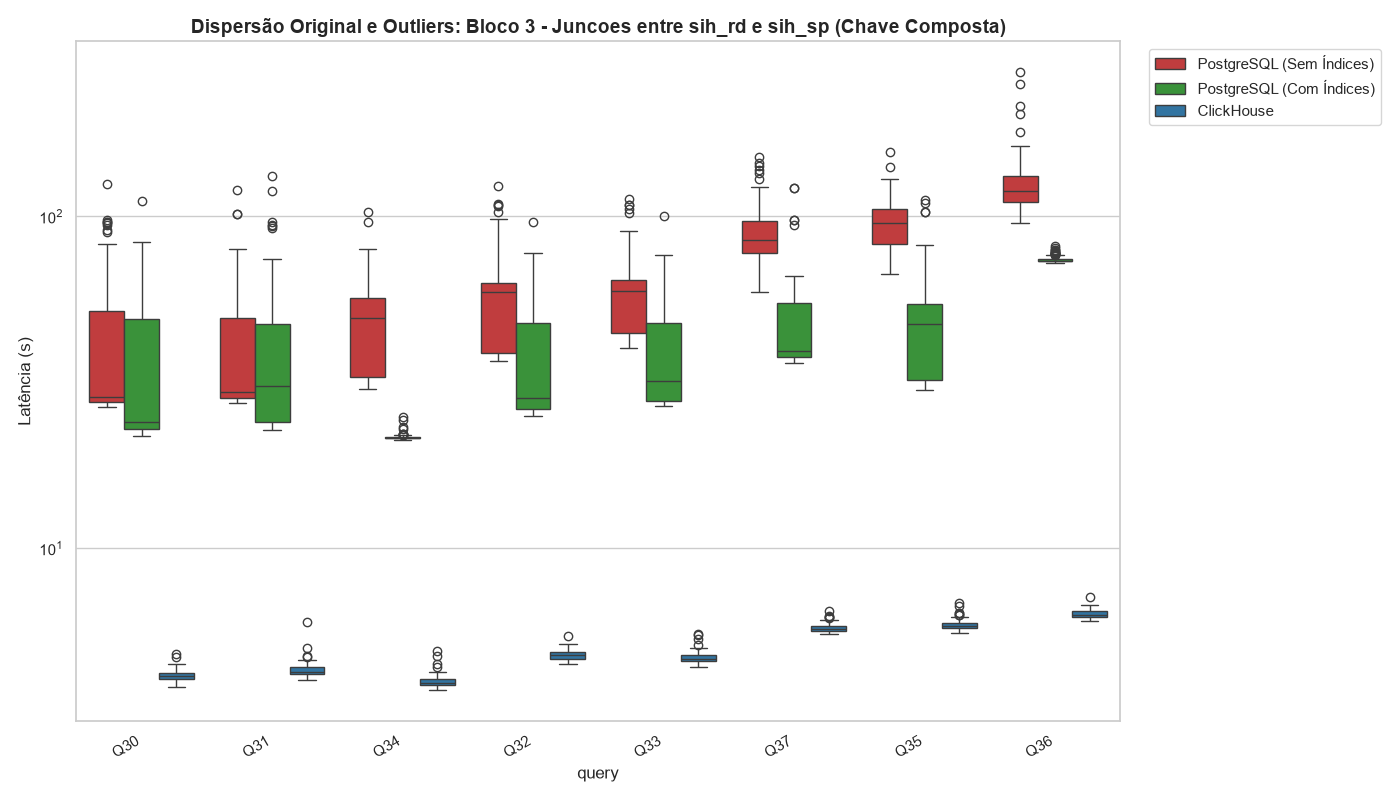 Dispersão Original e Outliers: Bloco 3 - Juncoes entre sih_rd e sih_sp (Chave Composta)
PostgreSQL (Sem Índices)
PostgreSQL (Com Índices)
ClickHouse
Latência (s)
10²
10¹
Q30
Q31
Q34
Q32
Q33
Q37
Q35
Q36
query